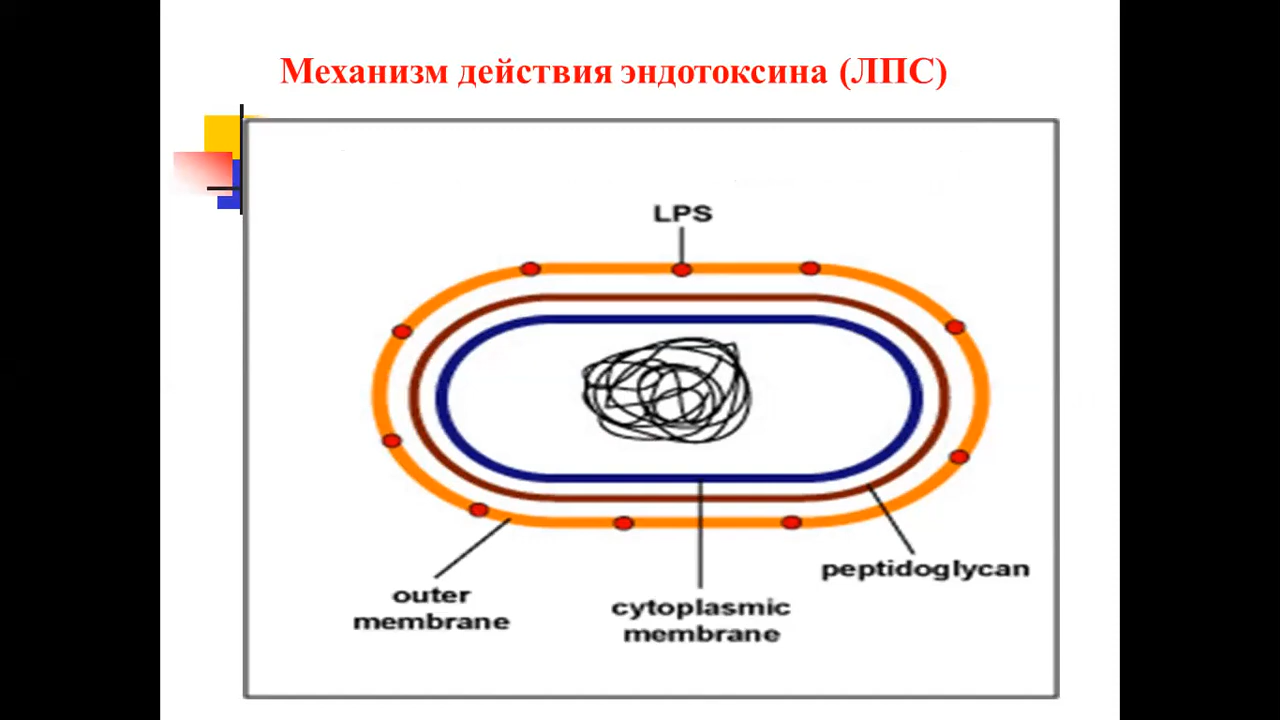 Механизм действия эндотоксина (ЛПС)
LPS
peptidoglycan
outer
membrane
cytoplasmic
membrane